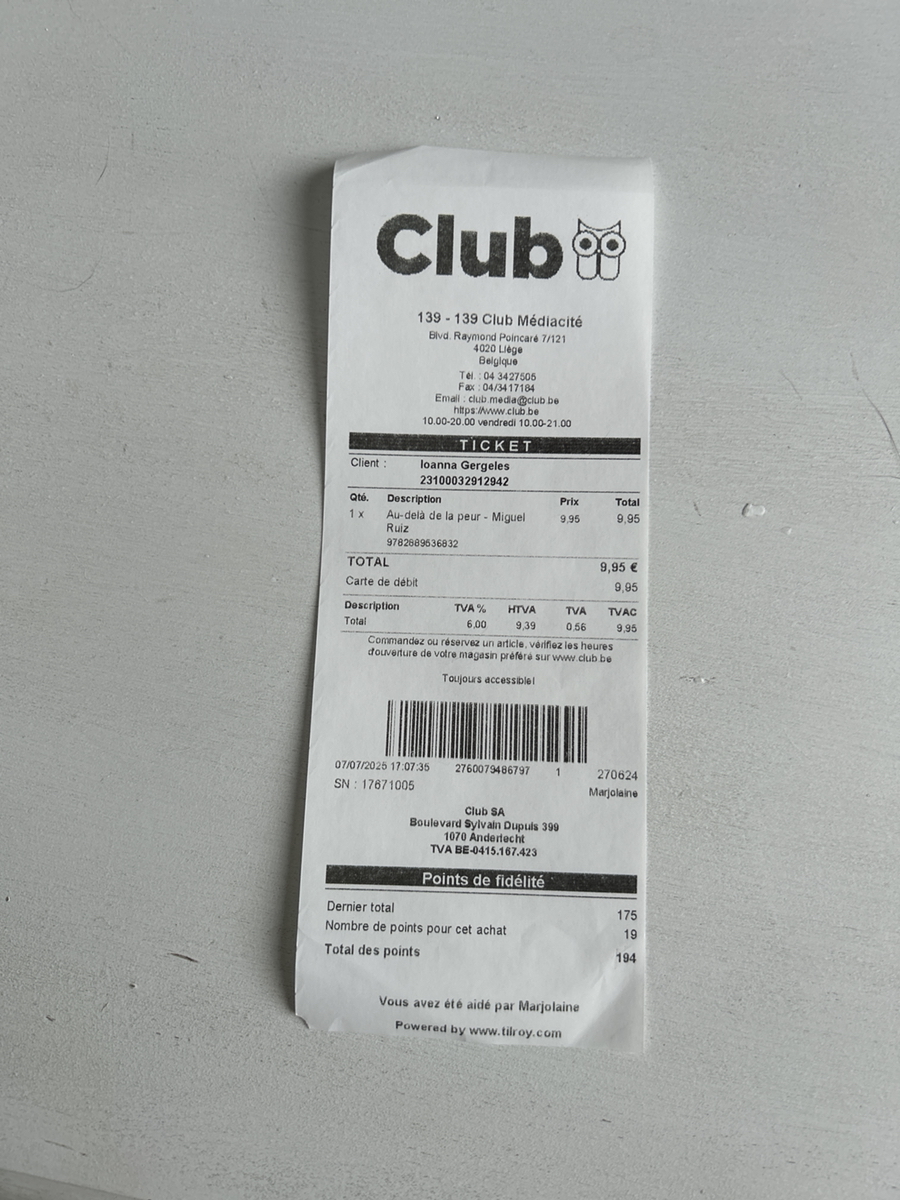 Club
139 - 139 Club Médiacité
Blvd. Raymond Poincaré 7/121
4020 Liège
Belgique
Tél. : 04 3427505
Fax : 04/3417184
Email : club.media@club.be
https://www.club.be
10.00-20.00 vendredi 10.00-21.00
TICKET
Client : Ioanna Gergeles
23100032912942
Qté. Description Prix Total
1 x Au-delà de la peur - Miguel 9,95 9,95
Ruiz
9782889536832
TOTAL 9,95 €
Carte de débit 9,95
Description TVA % HTVA TVA TVAC
Total 6,00 9,39 0,56 9,95
Commandez ou réservez un article, vérifiez les heures
d'ouverture de votre magasin préféré sur www.club.be
Toujours accessible!
07/07/2025 17:07:35 2760079486797 1 270624
SN : 17671005 Marjolaine
Club SA
Boulevard Sylvain Dupuis 399
1070 Anderlecht
TVA BE-0415.167.423
Points de fidélité
Dernier total 175
Nombre de points pour cet achat 19
Total des points 194
Vous avez été aidé par Marjolaine
Powered by www.tilroy.com